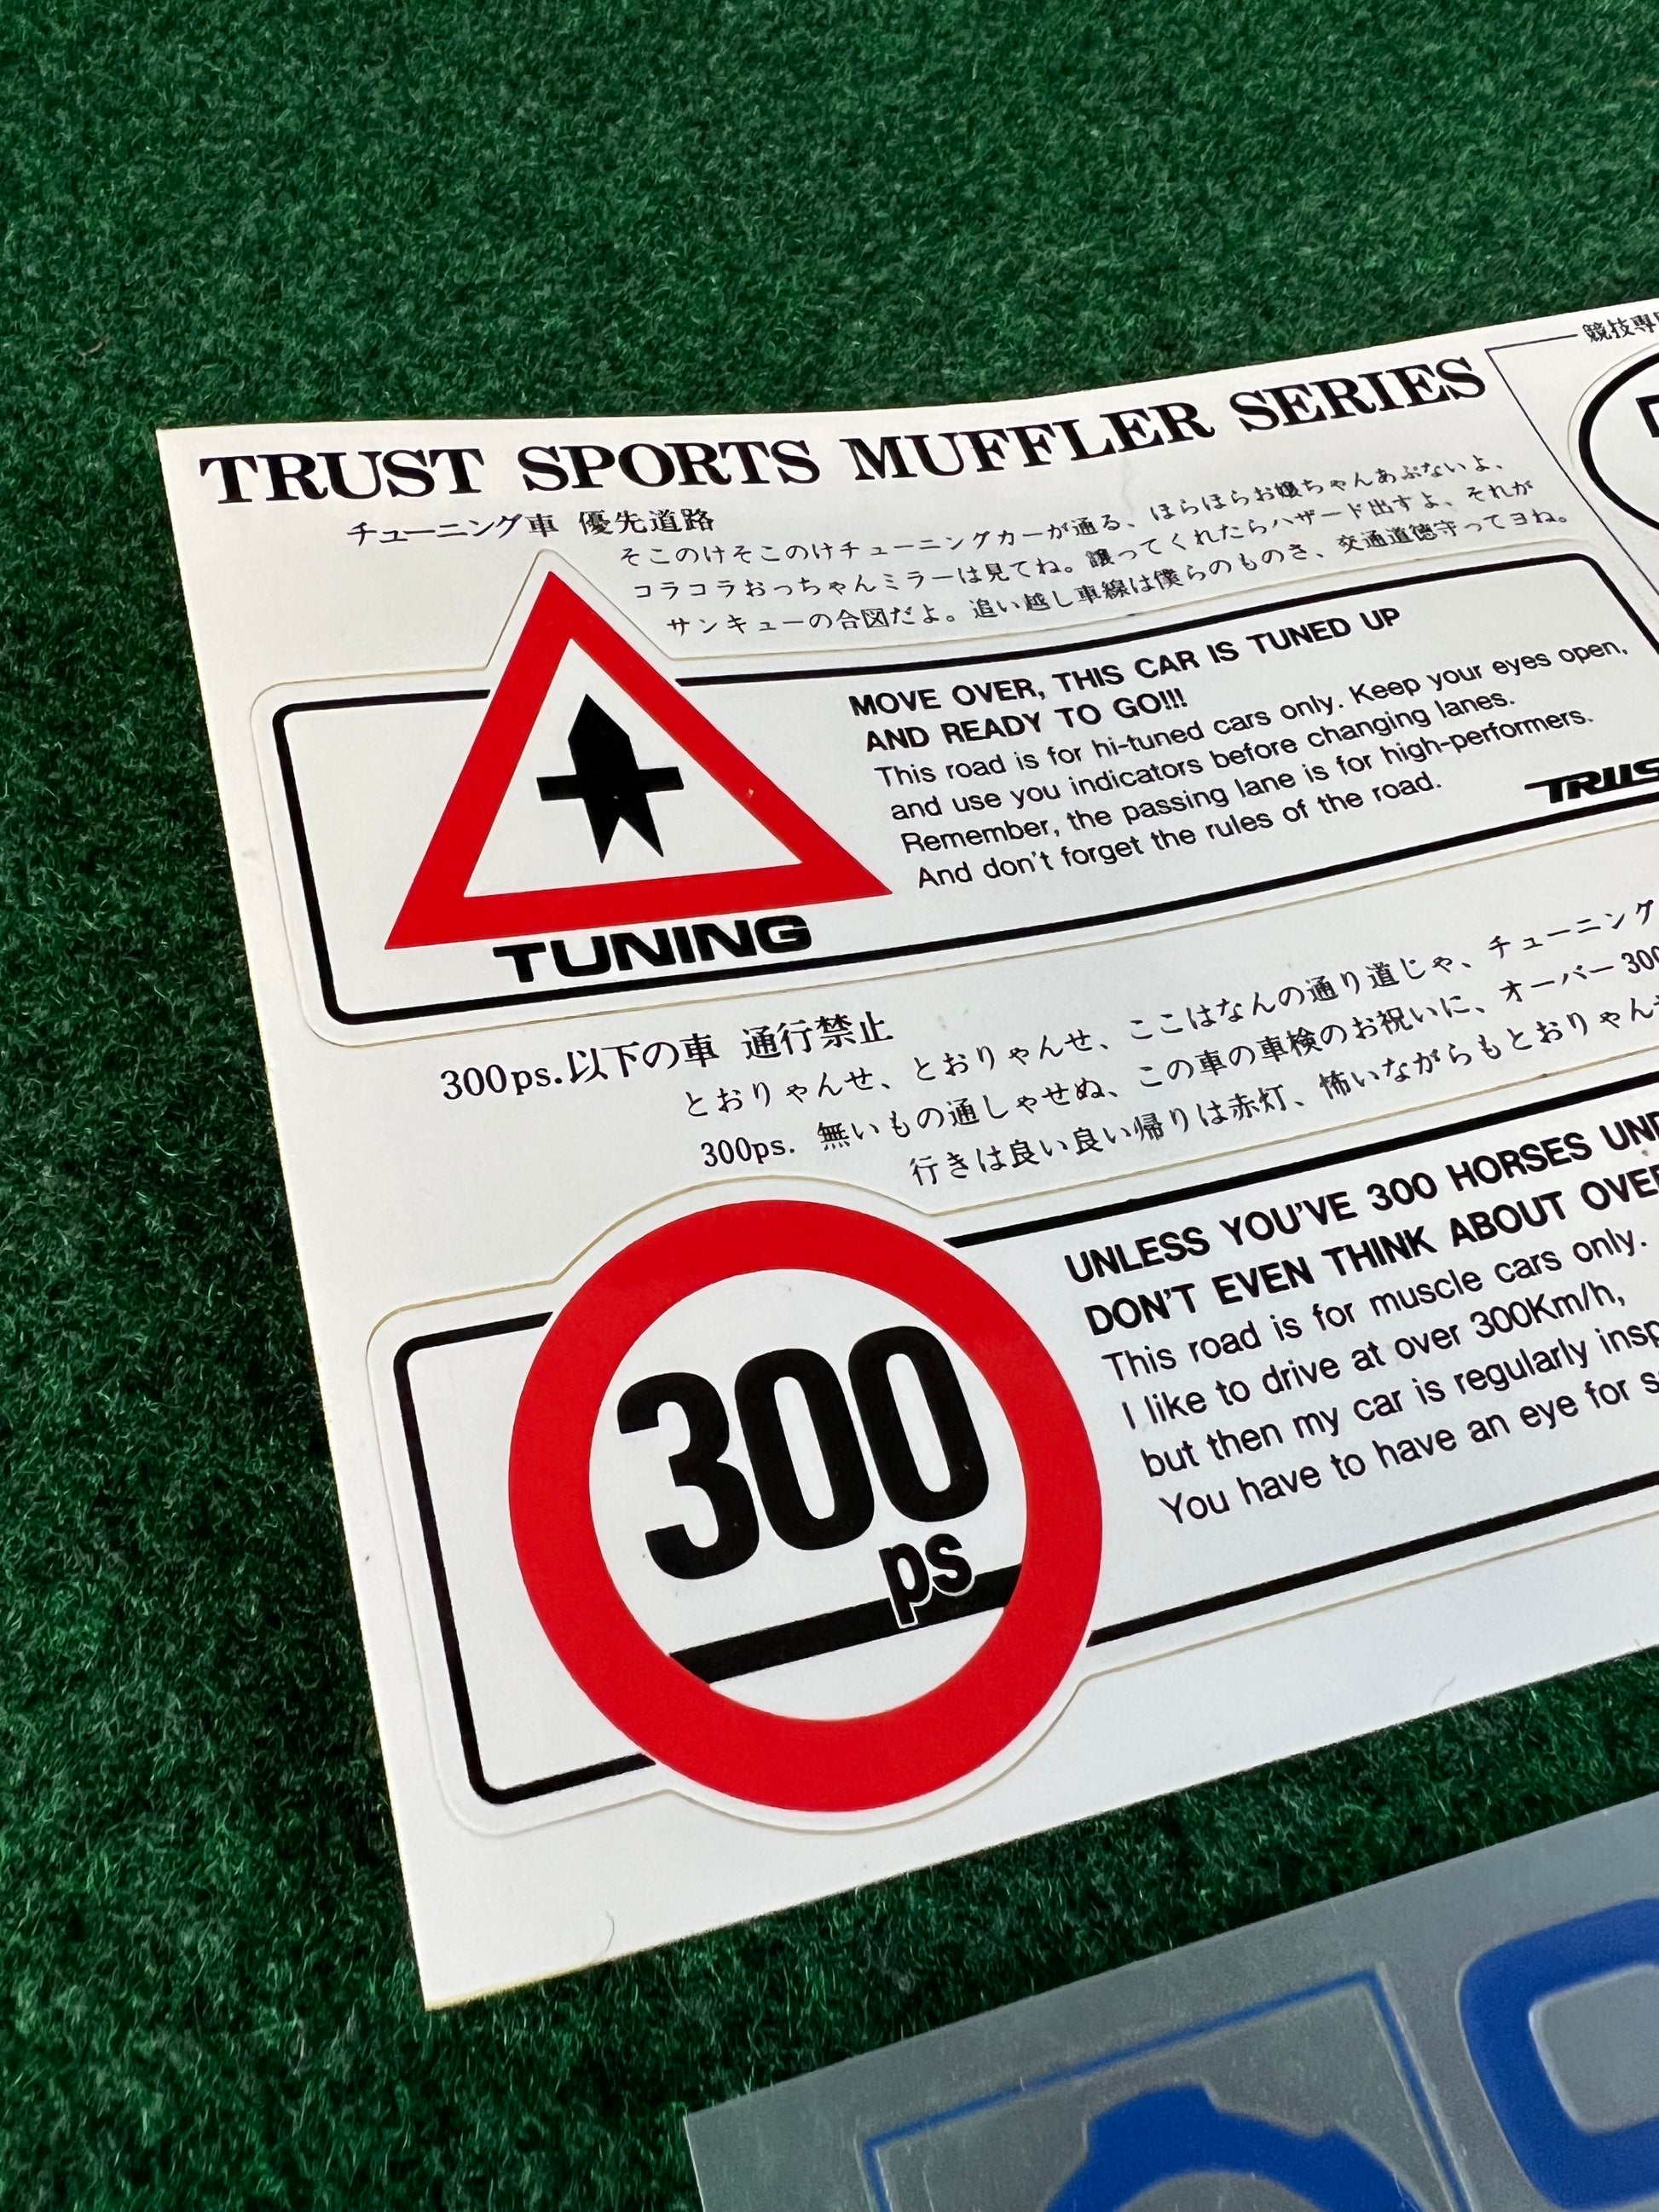 TRUST SPORTS MUFFLER SERIES
競技専
チューニング車 優先道路
そこのけそこのけチューニングカーが通る、ほらほらお嬢ちゃんあぶないよ、
コラコラおっちゃんミラーは見てね。譲ってくれたらハザード出すよ、それが
サンキューの合図だよ。追い越し車線は僕らのものさ、交通道徳守ってヨね。
MOVE OVER, THIS CAR IS TUNED UP
AND READY TO GO!!!
This road is for hi-tuned cars only. Keep your eyes open,
and use you indicators before changing lanes.
Remember, the passing lane is for high-performers.
And don't forget the rules of the road.
TRUS
TUNING
300ps.以下の車 通行禁止
とおりゃんせ、とおりゃんせ、ここはなんの通り道じゃ、チューニング
300ps. 無いもの通しゃせぬ、この車の車検のお祝いに、オーバー300
行きは良い良い帰りは赤灯、怖いながらもとおりゃん
UNLESS YOU'VE 300 HORSES UND
DON'T EVEN THINK ABOUT OVER
This road is for muscle cars only.
I like to drive at over 300Km/h,
but then my car is regularly insp
You have to have an eye for s
300
ps